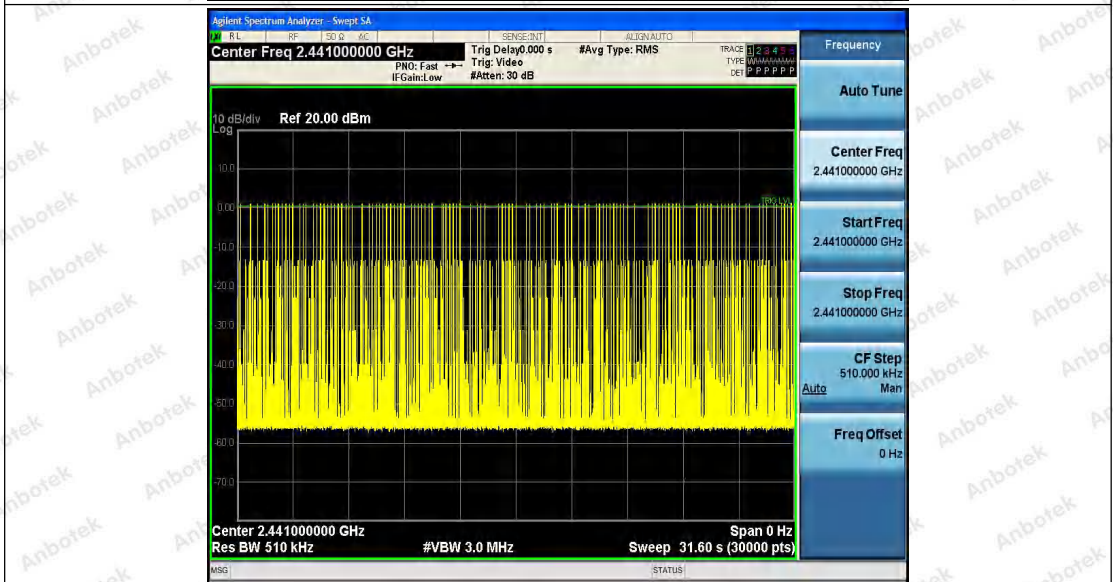 Agilent Spectrum Analyzer - Swept SA
RL RF 50 Ω AC SENSE:INT ALIGN AUTO
Center Freq 2.441000000 GHz
PNO: Fast
IFGain:Low
Trig Delay0.000 s
Trig: Video
#Atten: 30 dB
#Avg Type: RMS
TRACE 1 2 3 4 5 6
TYPE
DET P P P P P P
10 dB/div Ref 20.00 dBm
Log
10.0
0.00
TRIG LVL
-10.0
-20.0
-30.0
-40.0
-50.0
-60.0
-70.0
Center 2.441000000 GHz
Span 0 Hz
Res BW 510 kHz
#VBW 3.0 MHz
Sweep 31.60 s (30000 pts)
MSG
STATUS
Frequency
Auto Tune
Center Freq
2.441000000 GHz
Start Freq
2.441000000 GHz
Stop Freq
2.441000000 GHz
CF Step
510.000 kHz
Auto Man
Freq Offset
0 Hz
Anbotek